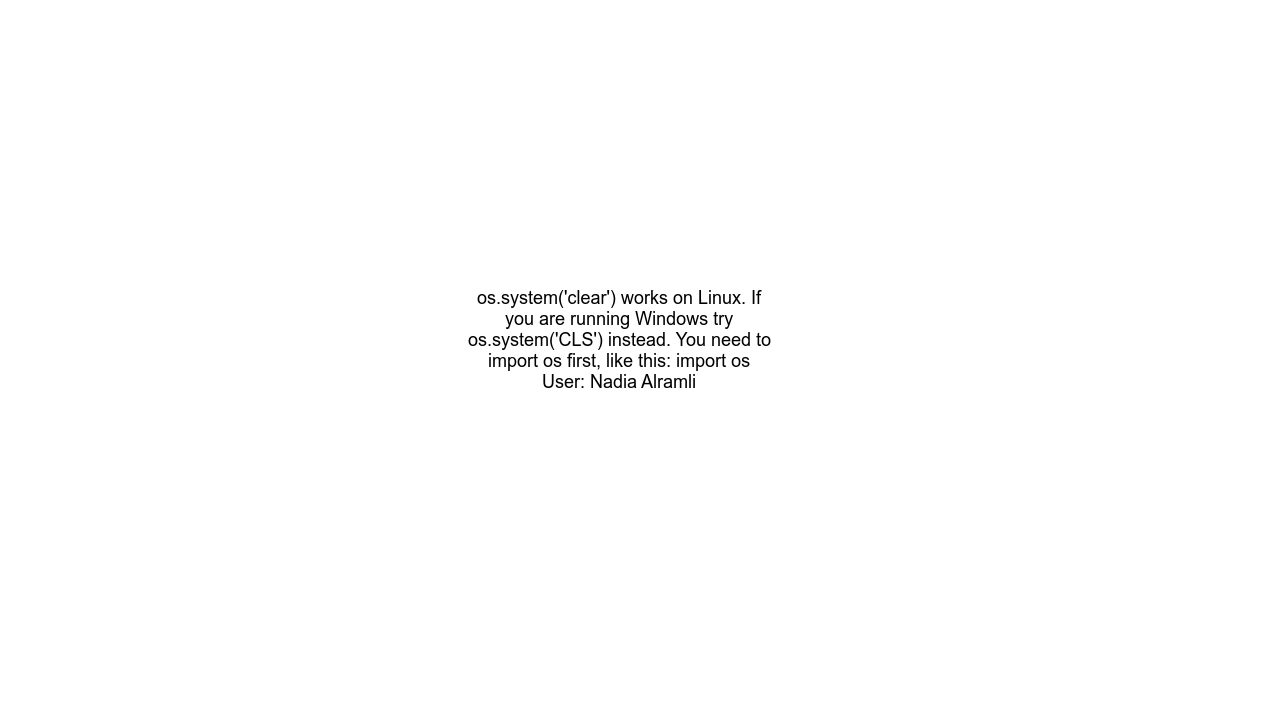 os.system('clear') works on Linux. If
you are running Windows try
os.system('CLS') instead. You need to
import os first, like this: import os
User: Nadia Alramli